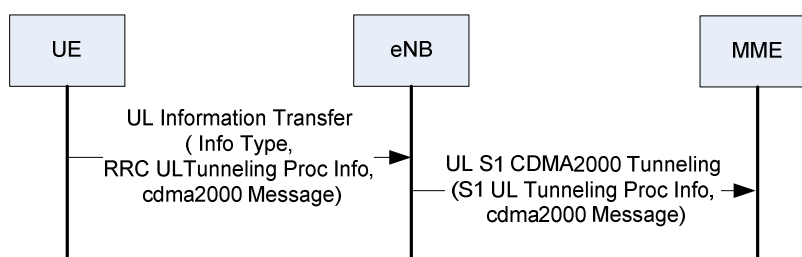 UE
eNB
MME
UL Information Transfer
( Info Type,
RRC ULTunneling Proc Info,
cdma2000 Message)
UL S1 CDMA2000 Tunneling
(S1 UL Tunneling Proc Info,
cdma2000 Message)